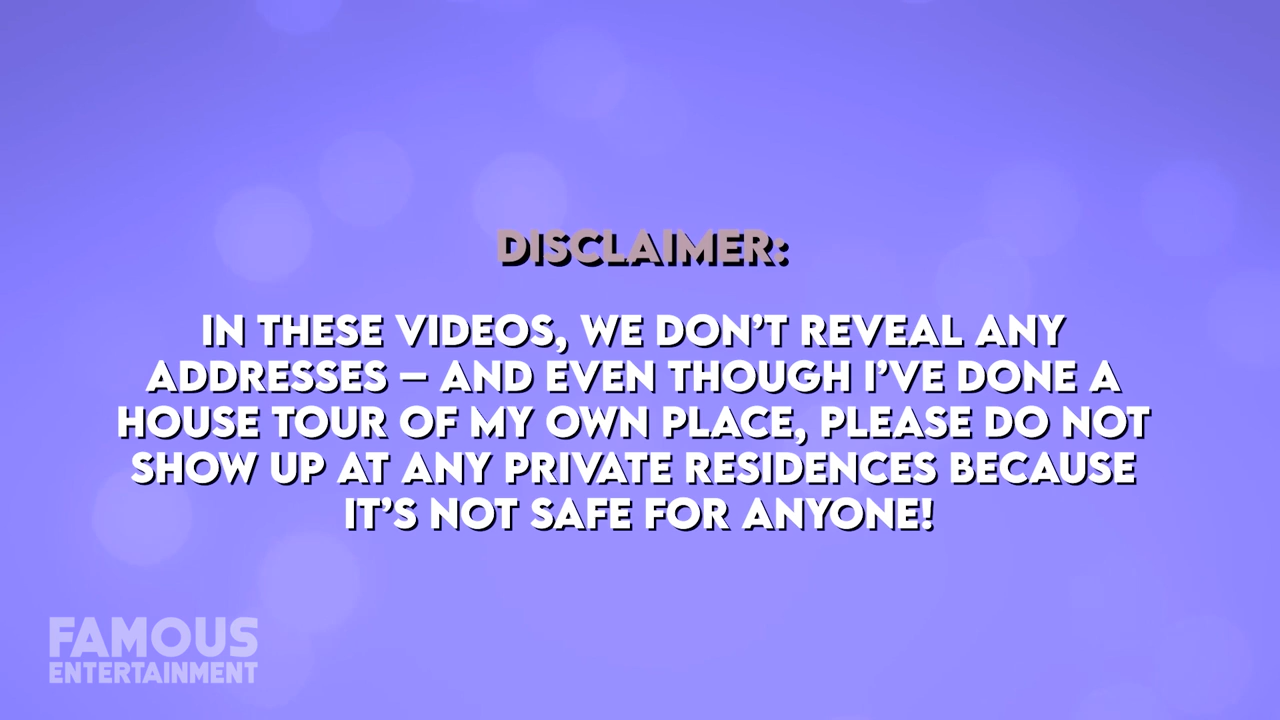 DISCLAIMER:
IN THESE VIDEOS, WE DON'T REVEAL ANY
ADDRESSES – AND EVEN THOUGH I'VE DONE A
HOUSE TOUR OF MY OWN PLACE, PLEASE DO NOT
SHOW UP AT ANY PRIVATE RESIDENCES BECAUSE
IT'S NOT SAFE FOR ANYONE!
FAMOUS
ENTERTAINMENT